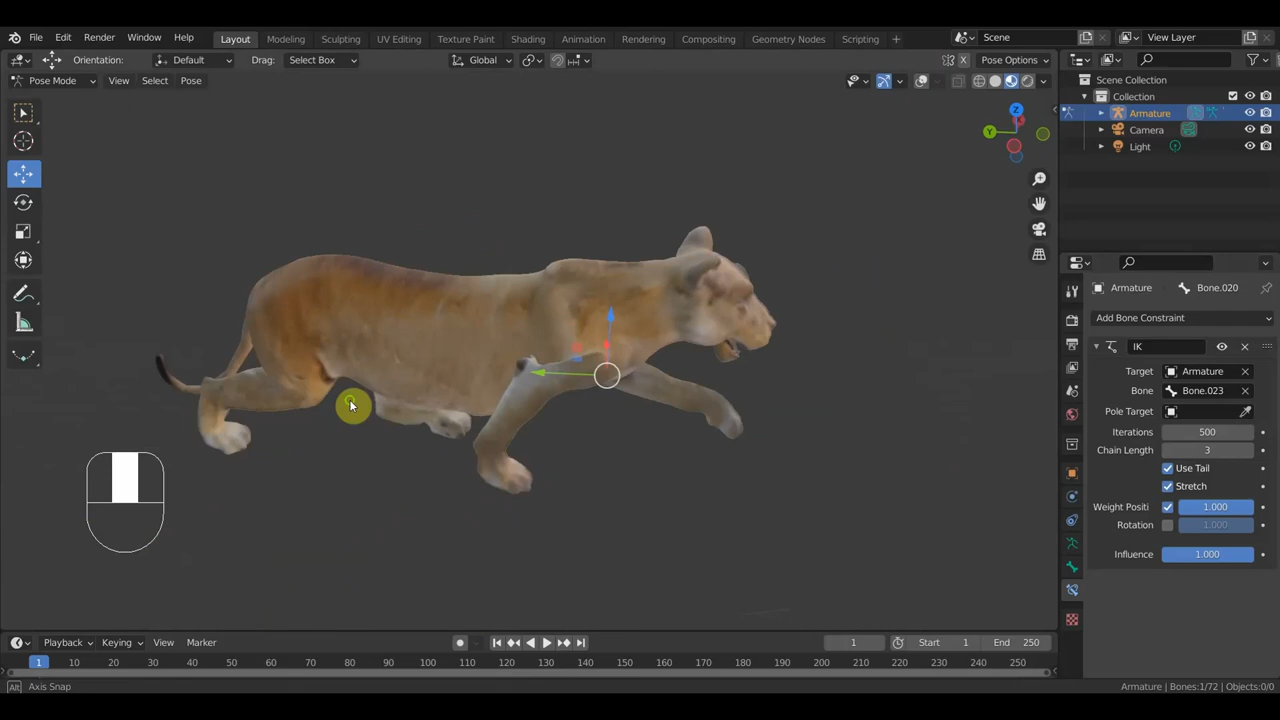 File Edit Render Window Help Layout Modeling Sculpting UV Editing Texture Paint Shading Animation Rendering Compositing Geometry Nodes Scripting + Scene View Layer
Orientation: Default Drag: Select Box Global X Pose Options
Pose Mode View Select Pose
Scene Collection
Collection
Armature
Camera
Light
Z
Y
Armature Bone.020
Add Bone Constraint
IK
Target Armature
Bone Bone.023
Pole Target
Iterations 500
Chain Length 3
Use Tail
Stretch
Weight Positi 1.000
Rotation 1.000
Influence 1.000
Playback Keying View Marker 1 Start 1 End 250
1 10 20 30 40 50 60 70 80 90 100 110 120 130 140 150 160 170 180 190 200 210 220 230 240 250
Alt Axis Snap Armature | Bones:1/72 | Objects:0/0